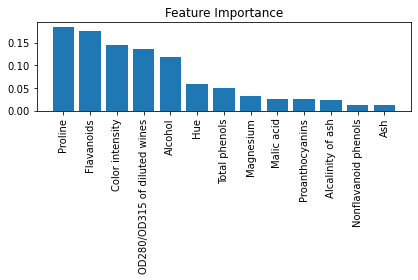 Feature Importance
0.15
0.10
0.05
0.00
Proline
Flavanoids
Color intensity
OD280/OD315 of diluted wines
Alcohol
Hue
Total phenols
Magnesium
Malic acid
Proanthocyanins
Alcalinity of ash
Nonflavanoid phenols
Ash